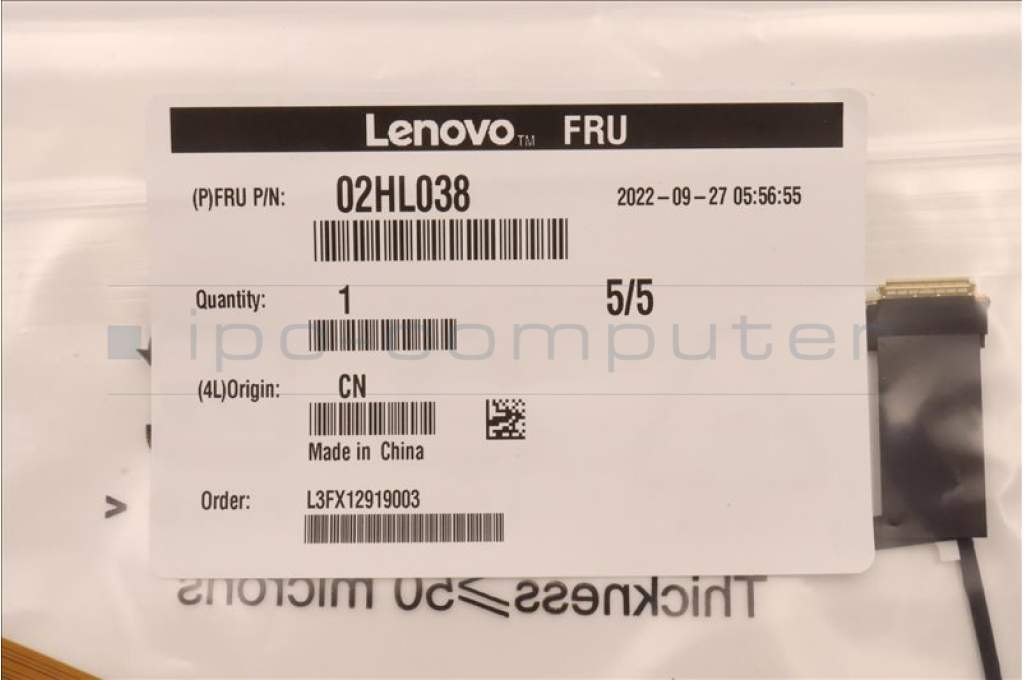 Lenovo™ FRU
(P)FRU P/N: 02HL038 2022-09-27 05:56:55
Quantity: 1 5/5
ipc-computer
(4L)Origin: CN
Made in China
Order: L3FX12919003
Thickness≥50 microns